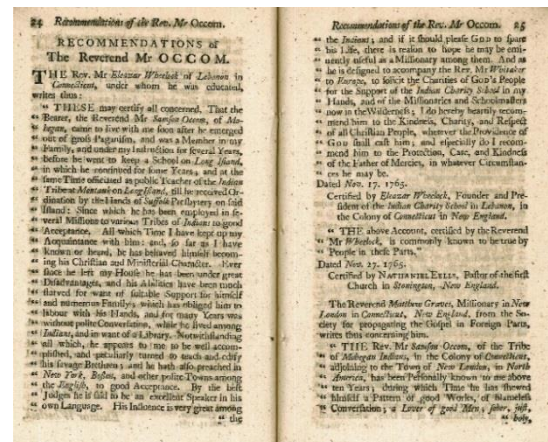 24 Recommendations of the Rev. Mr Occom.
RECOMMENDATIONS of
The Reverend Mr OCCOM.
THE Rev. Mr Eleazar Wheelock of Lebanon in
Connecticut, under whom he was educated,
writes thus:
" THESE may certify all concerned, That the
" Bearer, the Reverend Mr Samson Occom, of Mo-
" hegan, came to live with me soon after he emerged
" out of gross Paganism, and was a Member in my
" Family, and under my Instruction for several Years,
" before he went to keep a School on Long Island,
" in which he continued for some Years, and at the
" same Time officiated as public Teacher of the Indian
" Tribe at Montauk on Long Island, till he received Or-
" dination by the Hands of Suffolk Presbytery on said
" Island: Since which he has been employed in se-
" veral Missions to various Tribes of Indians to good
" Acceptance. All which Time I have kept up my
" Acquaintance with him; and, so far as I have
" known or heard, he has behaved himself becom-
" ing his Christian and Ministerial Character. Ever
" since he left my House he has been under great
" Disadvantages, and his Abilities have been much
" starved for want of suitable Support for himself
" and numerous Family; which has obliged him to
" labour with his Hands, and for many Years was
" without polite Conversation, while he lived among
" Indians, and in want of a Library. Notwithstanding
" all which, he appears to me to be well accom-
" plished, and peculiarly turned to teach and edify
" his savage Brethren; and he hath also preached in
" New York, Boston, and other polite Towns among
" the English, to good Acceptance. By the best
" Judges he is said to be an excellent Speaker in his
" own Language. His Influence is very great among
" the
Recommendations of the Rev. Mr Occom. 25
" the Indians; and if it should please GOD to spare
" his Life, there is reason to hope he may be emi-
" nently useful as a Missionary among them. And as
" he is designed to accompany the Rev. Mr Whitaker
" to Europe, to solicit the Charities of GOD's People
" for the Support of the Indian Charity School in my
" Hands, and of the Missionaries and Schoolmasters
" now in the Wilderness; I do hereby heartily recom-
" mend him to the Kindness, Charity, and Respect
" of all Christian People, wherever the Providence of
" GOD shall cast him; and especially do I recom-
" mend him to the Protection, Care, and Kindness
" of the Father of Mercies, in whatever Circumstan-
" ces he may be.
Dated Nov. 17. 1765.
Certified by Eleazar Wheelock, Founder and Pre-
sident of the Indian Charity School in Lebanon, in
the Colony of Connecticut in New England.
" THE above Account, certified by the Reverend
" Mr Wheelock, is commonly known to be true by
" People in these Parts."
Dated Nov. 27. 1765.
Certified by NATHANIEL EELLS, Pastor of the first
Church in Stonington, New England.
The Reverend Matthew Graves, Missionary in New
London in Connecticut, New England, from the So-
ciety for propagating the Gospel in Foreign Parts,
writes thus concerning him.
" THE Rev. Mr Samson Occom, of the Tribe
" of Mohegan Indians, in the Colony of Connecticut,
" adjoining to the Town of New London, in North
" America, has been Personally known to me above
" ten Years; during which Time he has shewed
" himself a Pattern of good Works, of blameless
" Conversation; a Lover of good Men, sober, just,
" holy,